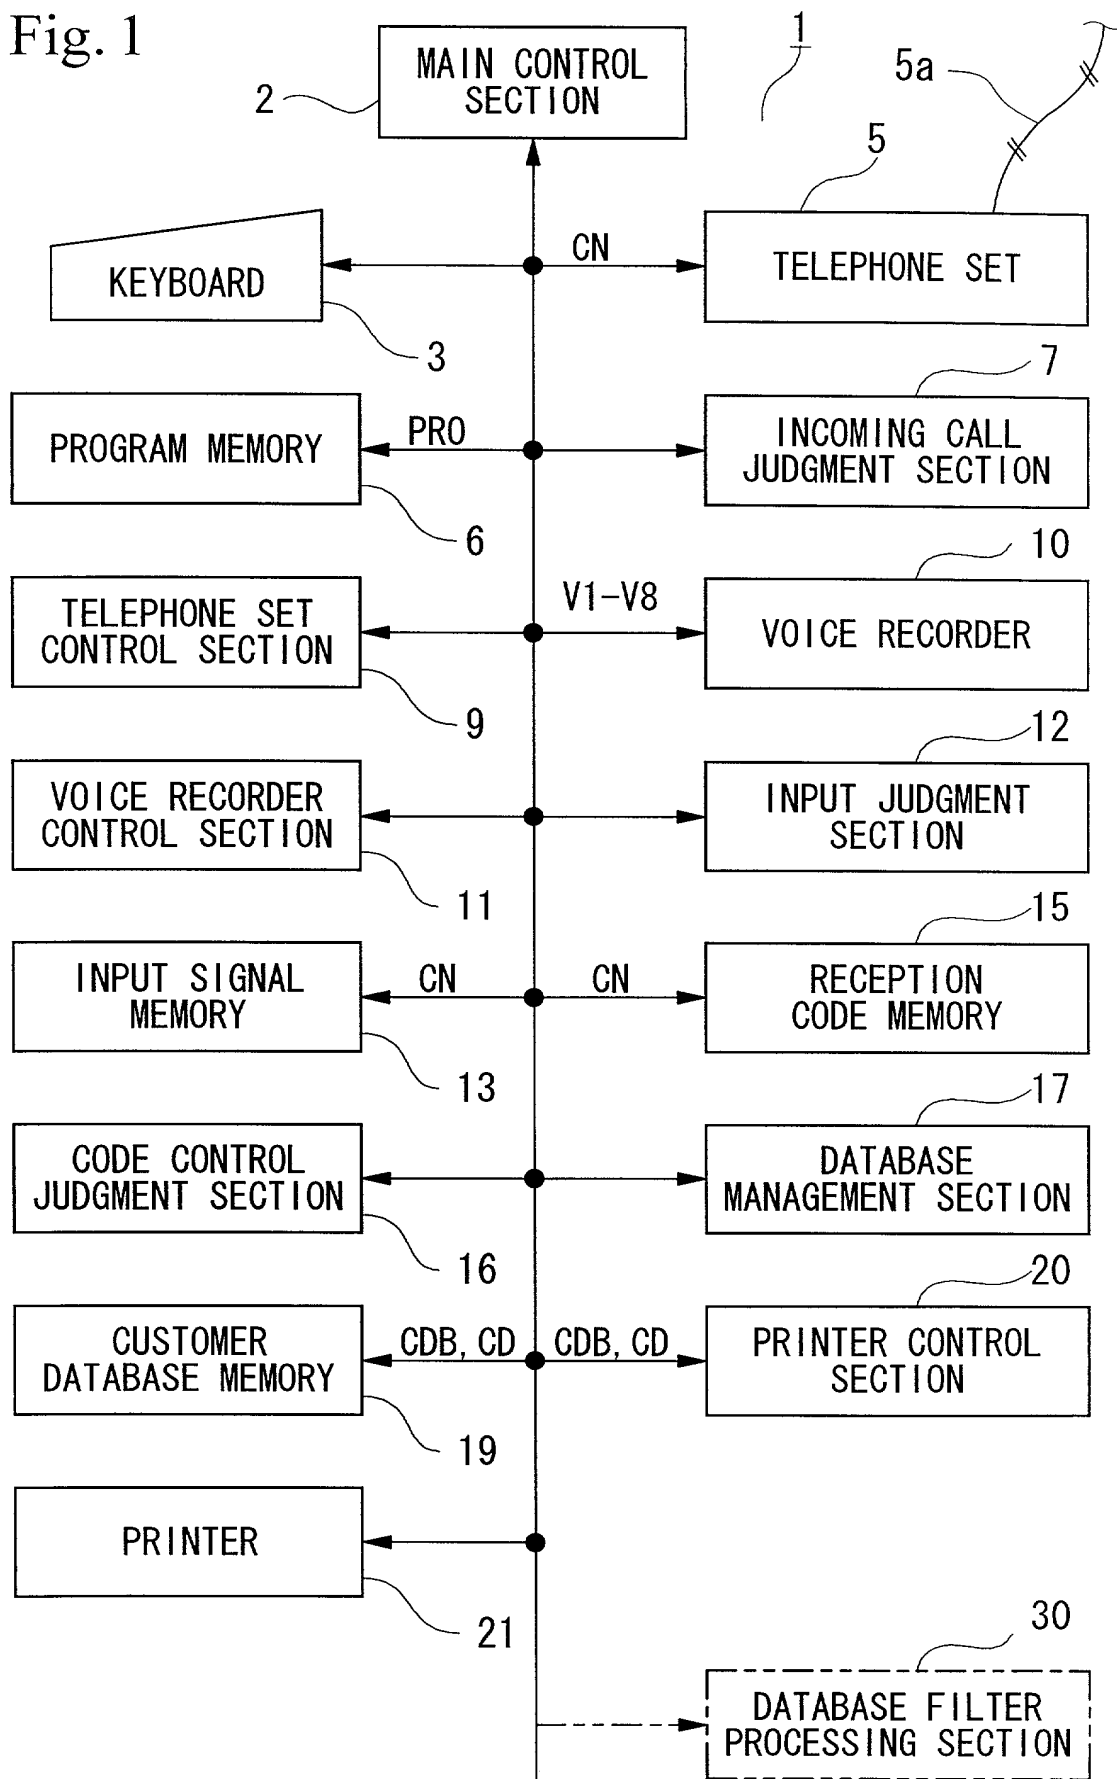 Fig. 1
MAIN CONTROL
SECTION
2
1
5a
5
KEYBOARD
3
CN
TELEPHONE SET
7
PROGRAM MEMORY
6
PRO
INCOMING CALL
JUDGMENT SECTION
10
TELEPHONE SET
CONTROL SECTION
9
V1-V8
VOICE RECORDER
12
VOICE RECORDER
CONTROL SECTION
11
INPUT JUDGMENT
SECTION
15
INPUT SIGNAL
MEMORY
13
CN
CN
RECEPTION
CODE MEMORY
17
CODE CONTROL
JUDGMENT SECTION
16
DATABASE
MANAGEMENT SECTION
20
CUSTOMER
DATABASE MEMORY
19
CDB, CD
CDB, CD
PRINTER CONTROL
SECTION
PRINTER
21
30
DATABASE FILTER
PROCESSING SECTION